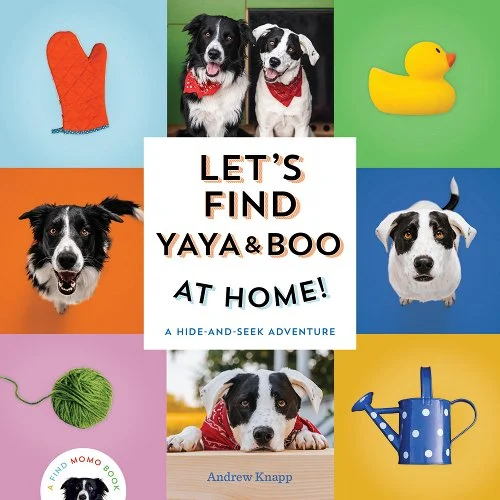 LET'S
FIND
YAYA & BOO
AT HOME!
A HIDE-AND-SEEK ADVENTURE
Andrew Knapp
A FIND MOMO BOOK